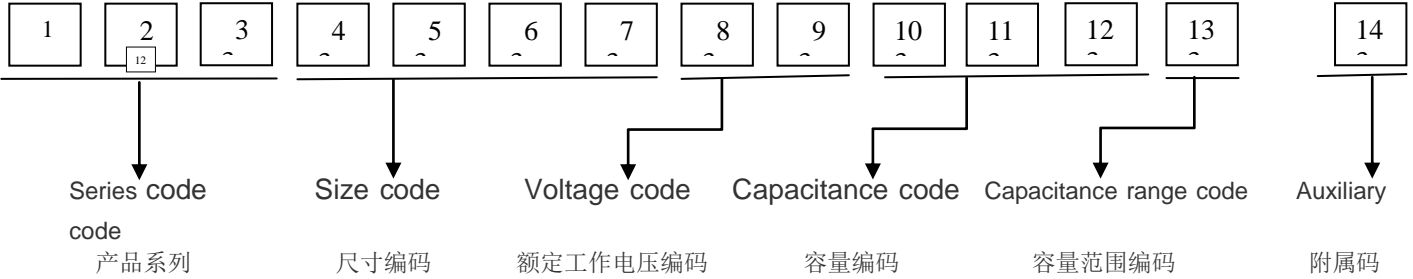 1 2 3 4 5 6 7 8 9 10 11 12 13 14
12
Series code Size code Voltage code Capacitance code Capacitance range code Auxiliary
code
产品系列 尺寸编码 额定工作电压编码 容量编码 容量范围编码 附属码